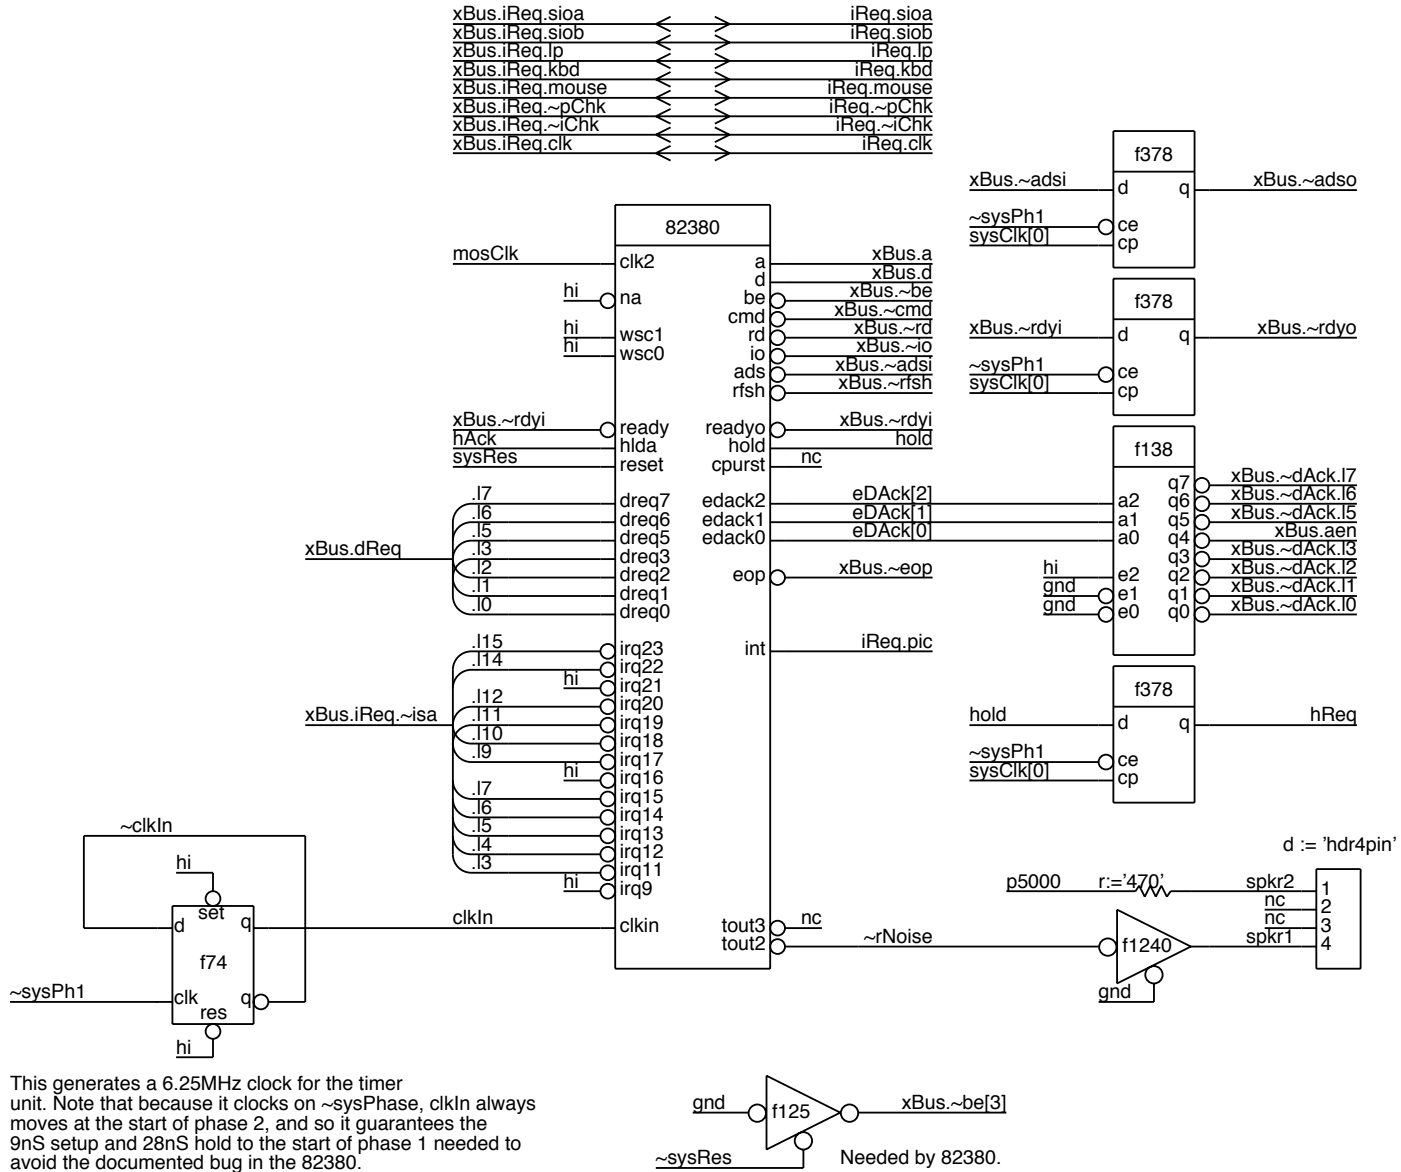 xBus.iReq.sioa iReq.sioa
xBus.iReq.siob iReq.siob
xBus.iReq.lp iReq.lp
xBus.iReq.kbd iReq.kbd
xBus.iReq.mouse iReq.mouse
xBus.iReq.~pChk iReq.~pChk
xBus.iReq.~iChk iReq.~iChk
xBus.iReq.clk iReq.clk
f378
xBus.~adsi d q xBus.~adso
~sysPh1 ce
sysClk[0] cp
82380
mosClk clk2 a xBus.a
d xBus.d
hi na be xBus.~be
cmd xBus.~cmd
hi wsc1 rd xBus.~rd
hi wsc0 io xBus.~io
ads xBus.~adsi
rfsh xBus.~rfsh
f378
xBus.~rdyi d q xBus.~rdyo
~sysPh1 ce
sysClk[0] cp
xBus.~rdyi ready readyo xBus.~rdyi
hAck hlda hold hold
sysRes reset cpurst nc
f138
xBus.dReq
.l7 dreq7 edack2 eDAck[2] a2
.l6 dreq6 edack1 eDAck[1] a1
.l5 dreq5 edack0 eDAck[0] a0
.l3 dreq3
.l2 dreq2 eop xBus.~eop hi e2
.l1 dreq1 gnd e1
.l0 dreq0 gnd e0
q7 xBus.~dAck.l7
q6 xBus.~dAck.l6
q5 xBus.~dAck.l5
q4 xBus.aen
q3 xBus.~dAck.l3
q2 xBus.~dAck.l2
q1 xBus.~dAck.l1
q0 xBus.~dAck.l0
xBus.iReq.~isa
.l15 irq23 int iReq.pic
.l14 irq22
hi irq21
.l12 irq20
.l11 irq19
.l10 irq18
.l9 irq17
hi irq16
.l7 irq15
.l6 irq14
.l5 irq13
.l4 irq12
.l3 irq11
hi irq9
f378
hold d q hReq
~sysPh1 ce
sysClk[0] cp
~clkIn
hi
set
d q clkIn clkin
f74
~sysPh1 clk q
res
hi
tout3 nc
tout2 ~rNoise f1240 spkr1 4
gnd
d := 'hdr4pin'
p5000 r:='470' spkr2 1
nc 2
nc 3
This generates a 6.25MHz clock for the timer
unit. Note that because it clocks on ~sysPhase, clkIn always
moves at the start of phase 2, and so it guarantees the
9nS setup and 28nS hold to the start of phase 1 needed to
avoid the documented bug in the 82380.
gnd f125 xBus.~be[3]
~sysRes Needed by 82380.